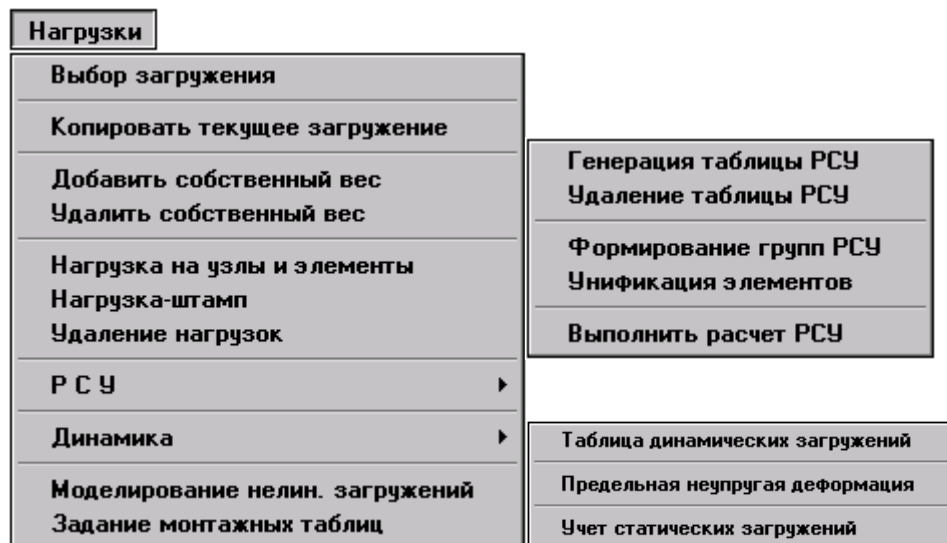 Нагрузки
Выбор загружения
Копировать текущее загружение
Добавить собственный вес
Удалить собственный вес
Нагрузка на узлы и элементы
Нагрузка-штамп
Удаление нагрузок
Р С У
Динамика
Моделирование нелин. загружений
Задание монтажных таблиц
Генерация таблицы РСУ
Удаление таблицы РСУ
Формирование групп РСУ
Унификация элементов
Выполнить расчет РСУ
Таблица динамических загружений
Предельная неупругая деформация
Учет статических загружений